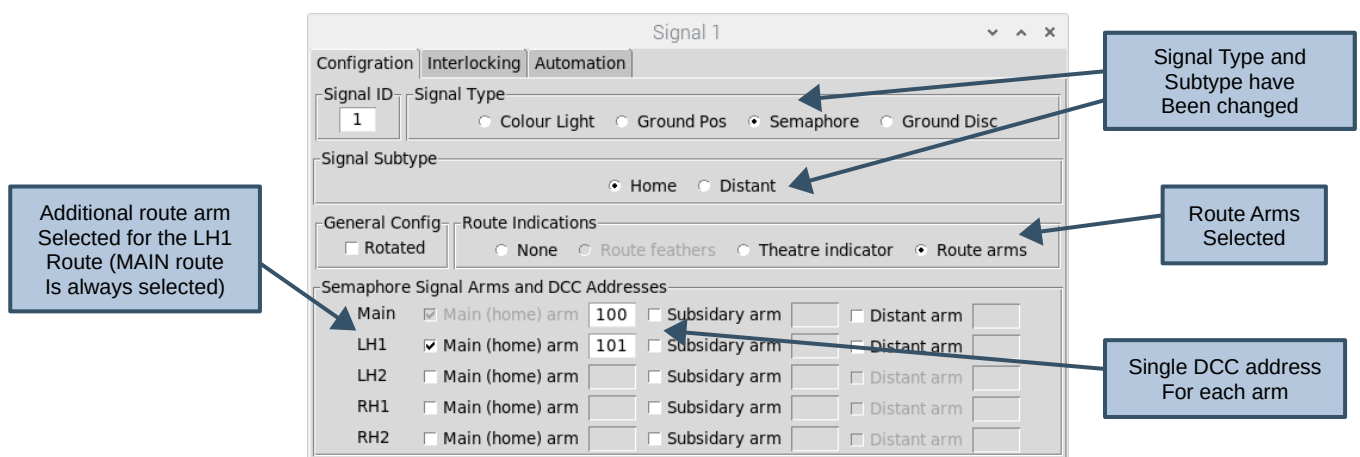 Signal 1
Configration Interlocking Automation
Signal ID Signal Type
1 Colour Light Ground Pos Semaphore Ground Disc
Signal Subtype
Home Distant
General Config Route Indications
Rotated None Route feathers Theatre indicator Route arms
Semaphore Signal Arms and DCC Addresses
Main Main (home) arm 100 Subsidary arm Distant arm
LH1 Main (home) arm 101 Subsidary arm Distant arm
LH2 Main (home) arm Subsidary arm Distant arm
RH1 Main (home) arm Subsidary arm Distant arm
RH2 Main (home) arm Subsidary arm Distant arm
Signal Type and
Subtype have
Been changed
Additional route arm
Selected for the LH1
Route (MAIN route
Is always selected)
Route Arms
Selected
Single DCC address
For each arm